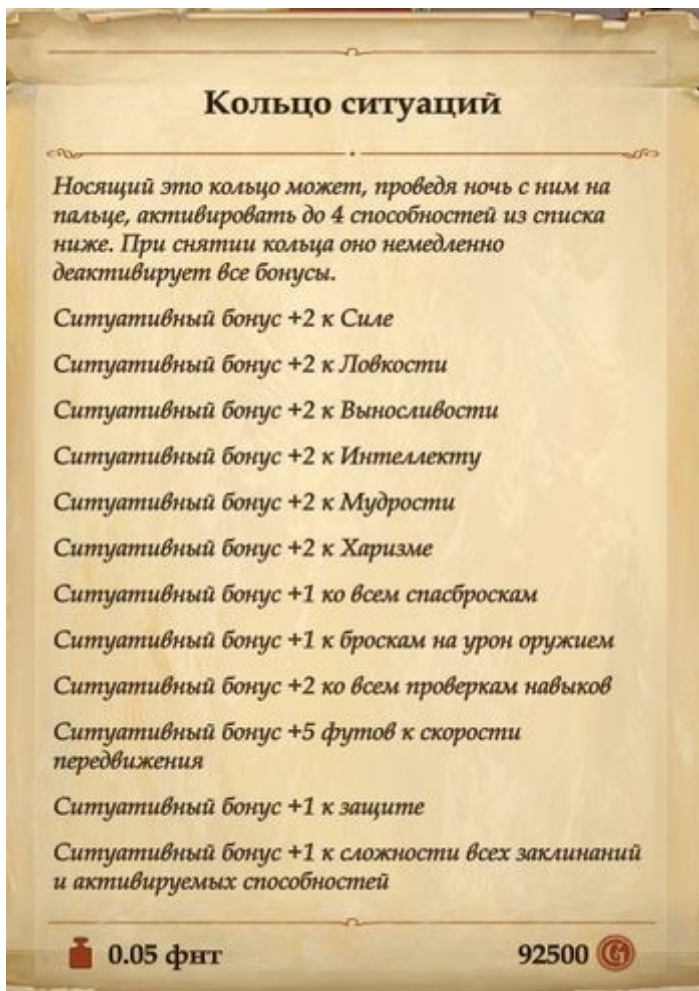 Кольцо ситуаций
Носящий это кольцо может, проведя ночь с ним на
пальце, активировать до 4 способностей из списка
ниже. При снятии кольца оно немедленно
деактивирует все бонусы.
Ситуативный бонус +2 к Силе
Ситуативный бонус +2 к Ловкости
Ситуативный бонус +2 к Выносливости
Ситуативный бонус +2 к Интеллекту
Ситуативный бонус +2 к Мудрости
Ситуативный бонус +2 к Харизме
Ситуативный бонус +1 ко всем спасброскам
Ситуативный бонус +1 к броскам на урон оружием
Ситуативный бонус +2 ко всем проверкам навыков
Ситуативный бонус +5 футов к скорости
передвижения
Ситуативный бонус +1 к защите
Ситуативный бонус +1 к сложности всех заклинаний
и активируемых способностей
0.05 фнт 92500 G